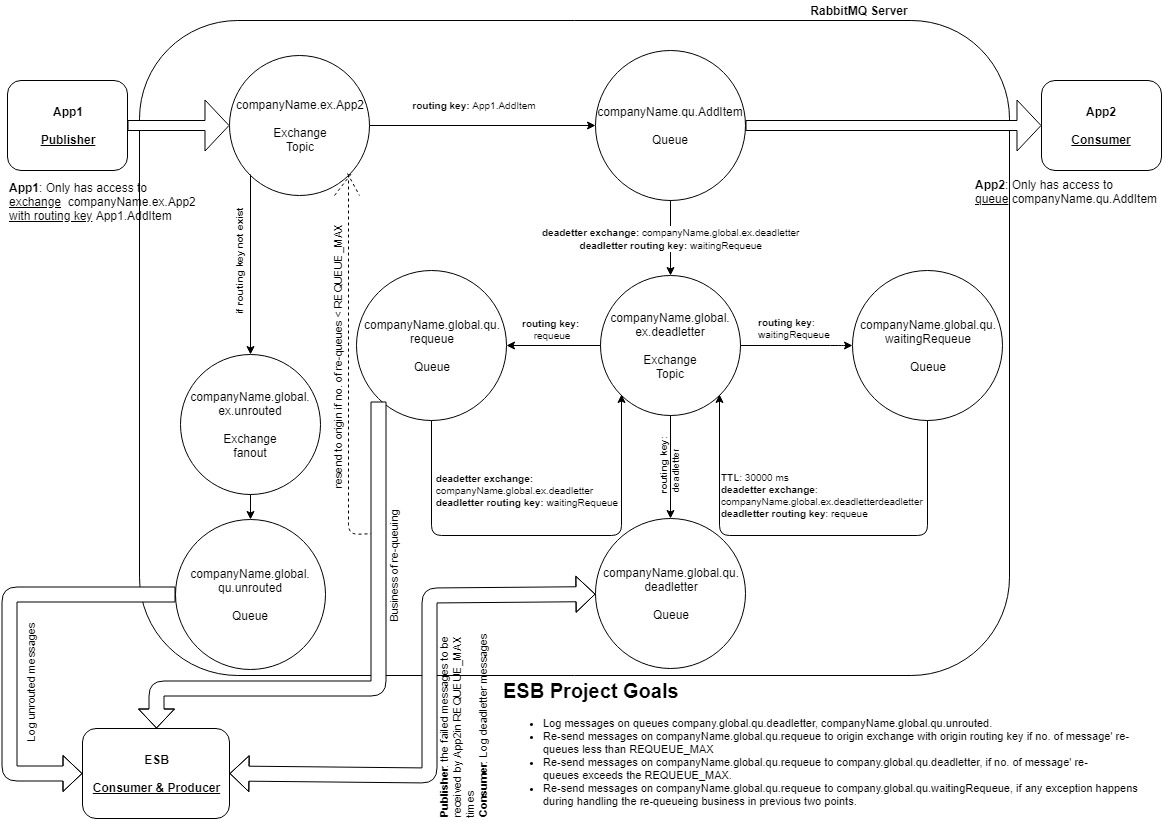 RabbitMQ Server
App1
Publisher
companyName.ex.App2
Exchange
Topic
routing key: App1.AddItem
companyName.qu.AddItem
Queue
App2
Consumer
App1: Only has access to
exchange  companyName.ex.App2
with routing key App1.AddItem
App2: Only has access to
queue companyName.qu.AddItem
if routing key not exist
resend to origin if no. of re-queues < REQUEUE_MAX
deadetter exchange: companyName.global.ex.deadletter
deadletter routing key: waitingRequeue
companyName.global.qu.
requeue
Queue
routing key:
requeue
companyName.global.
ex.deadletter
Exchange
Topic
routing key:
waitingRequeue
companyName.global.qu.
waitingRequeue
Queue
companyName.global.
ex.unrouted
Exchange
fanout
deadetter exchange:
companyName.global.ex.deadletter
deadletter routing key: waitingRequeue
routing key:
deadletter
TTL: 30000 ms
deadetter exchange:
companyName.global.ex.deadletterdeadletter
deadletter routing key: requeue
companyName.global.
qu.unrouted
Queue
Business of re-queuing
companyName.global.qu.
deadletter
Queue
Log unrouted messages
Publisher: the failed messages to be
received by App2in REQUEUE_MAX
times
Consumer: Log deadletter messages
ESB
Consumer & Producer
ESB Project Goals
• Log messages on queues company.global.qu.deadletter, companyName.global.qu.unrouted.
• Re-send messages on companyName.global.qu.requeue to origin exchange with origin routing key if no. of message' re-
queues less than REQUEUE_MAX
• Re-send messages on companyName.global.qu.requeue to company.global.qu.deadletter, if no. of message' re-
queues exceeds the REQUEUE_MAX.
• Re-send messages on companyName.global.qu.requeue to company.global.qu.waitingRequeue, if any exception happens
during handling the re-queueing business in previous two points.